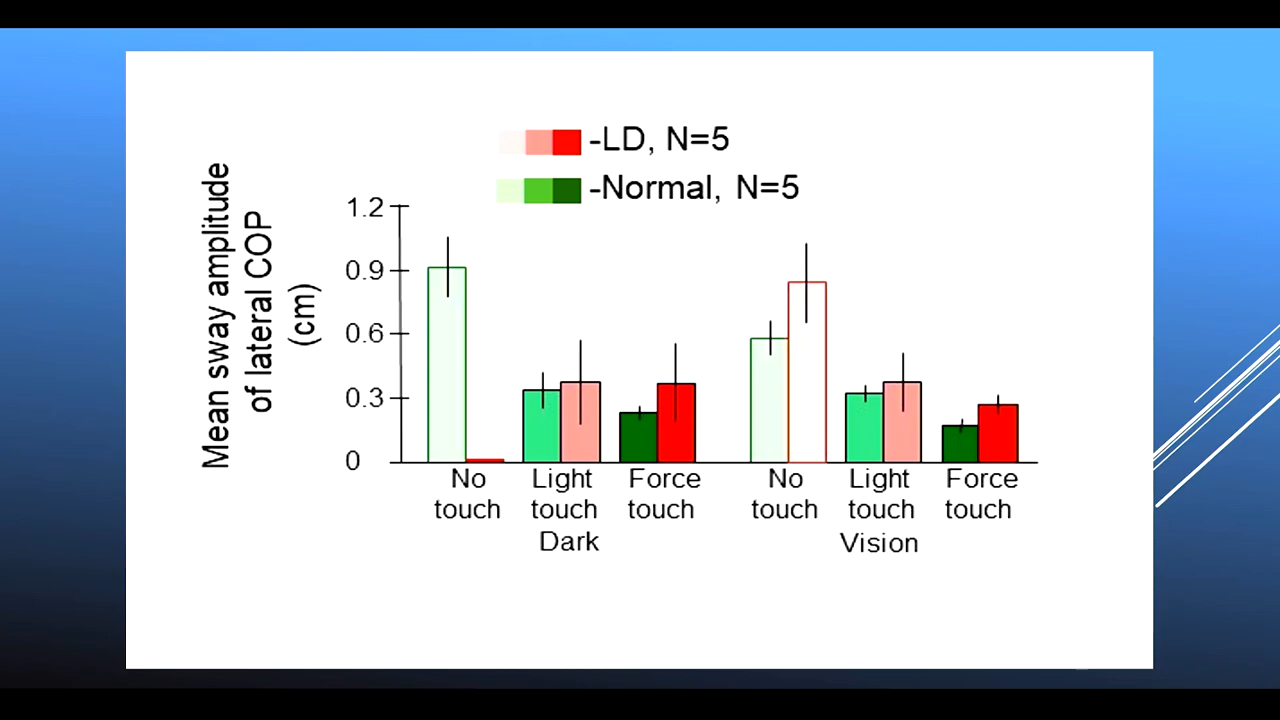 -LD, N=5
-Normal, N=5
Mean sway amplitude
of lateral COP
(cm)
1.2
0.9
0.6
0.3
0
No
touch
Light
touch
Force
touch
Dark
No
touch
Light
touch
Force
touch
Vision